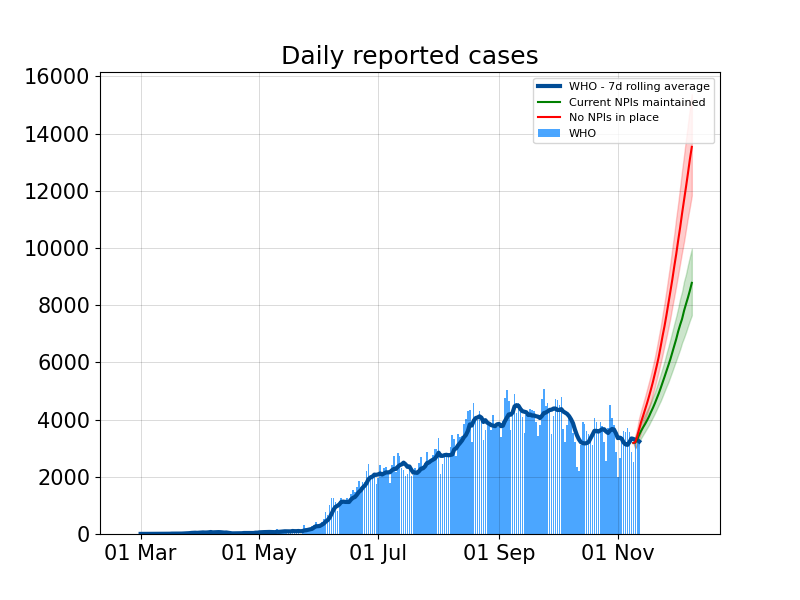 Daily reported cases
16000
14000
12000
10000
8000
6000
4000
2000
0
WHO - 7d rolling average
Current NPIs maintained
No NPIs in place
WHO
01 Mar
01 May
01 Jul
01 Sep
01 Nov